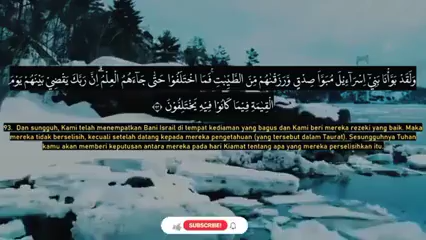 وَلَقَدْ بَوَّأْنَا بَنِيٓ إِسْرَآءِيلَ مُبَوَّأَ صِدْقٍ وَرَزَقْنَٰهُم مِّنَ ٱلطَّيِّبَٰتِ فَمَا ٱخْتَلَفُوا۟ حَتَّىٰ جَآءَهُمُ ٱلْعِلْمُ ۚ إِنَّ رَبَّكَ يَقْضِى بَيْنَهُمْ يَوْمَ
ٱلْقِيَٰمَةِ فِيمَا كَانُوا۟ فِيهِ يَخْتَلِفُونَ ۝٩٣
93. Dan sungguh, Kami telah menempatkan Bani Israil di tempat kediaman yang bagus dan Kami beri mereka rezeki yang baik. Maka
mereka tidak berselisih, kecuali setelah datang kepada mereka pengetahuan (yang tersebut dalam Taurat). Sesungguhnya Tuhan
kamu akan memberi keputusan antara mereka pada hari Kiamat tentang apa yang mereka perselisihkan itu.
SUBSCRIBE!